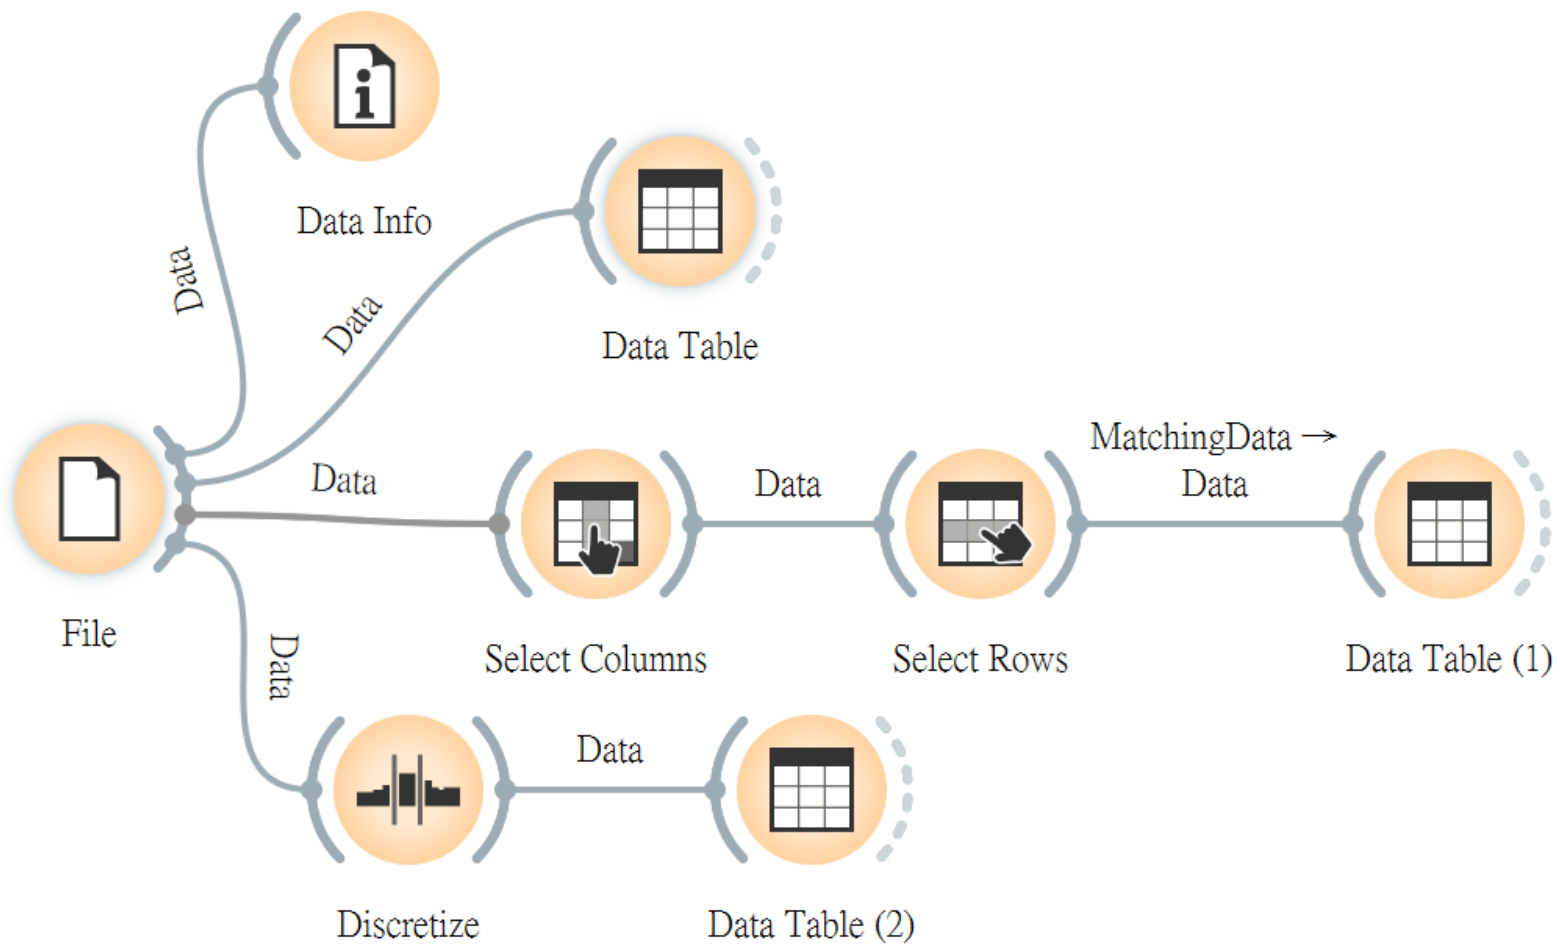 Data Info
Data
Data
Data Table
MatchingData →
Data
Data
Data
File
Select Columns
Select Rows
Data Table (1)
Data
Data
Discretize
Data Table (2)